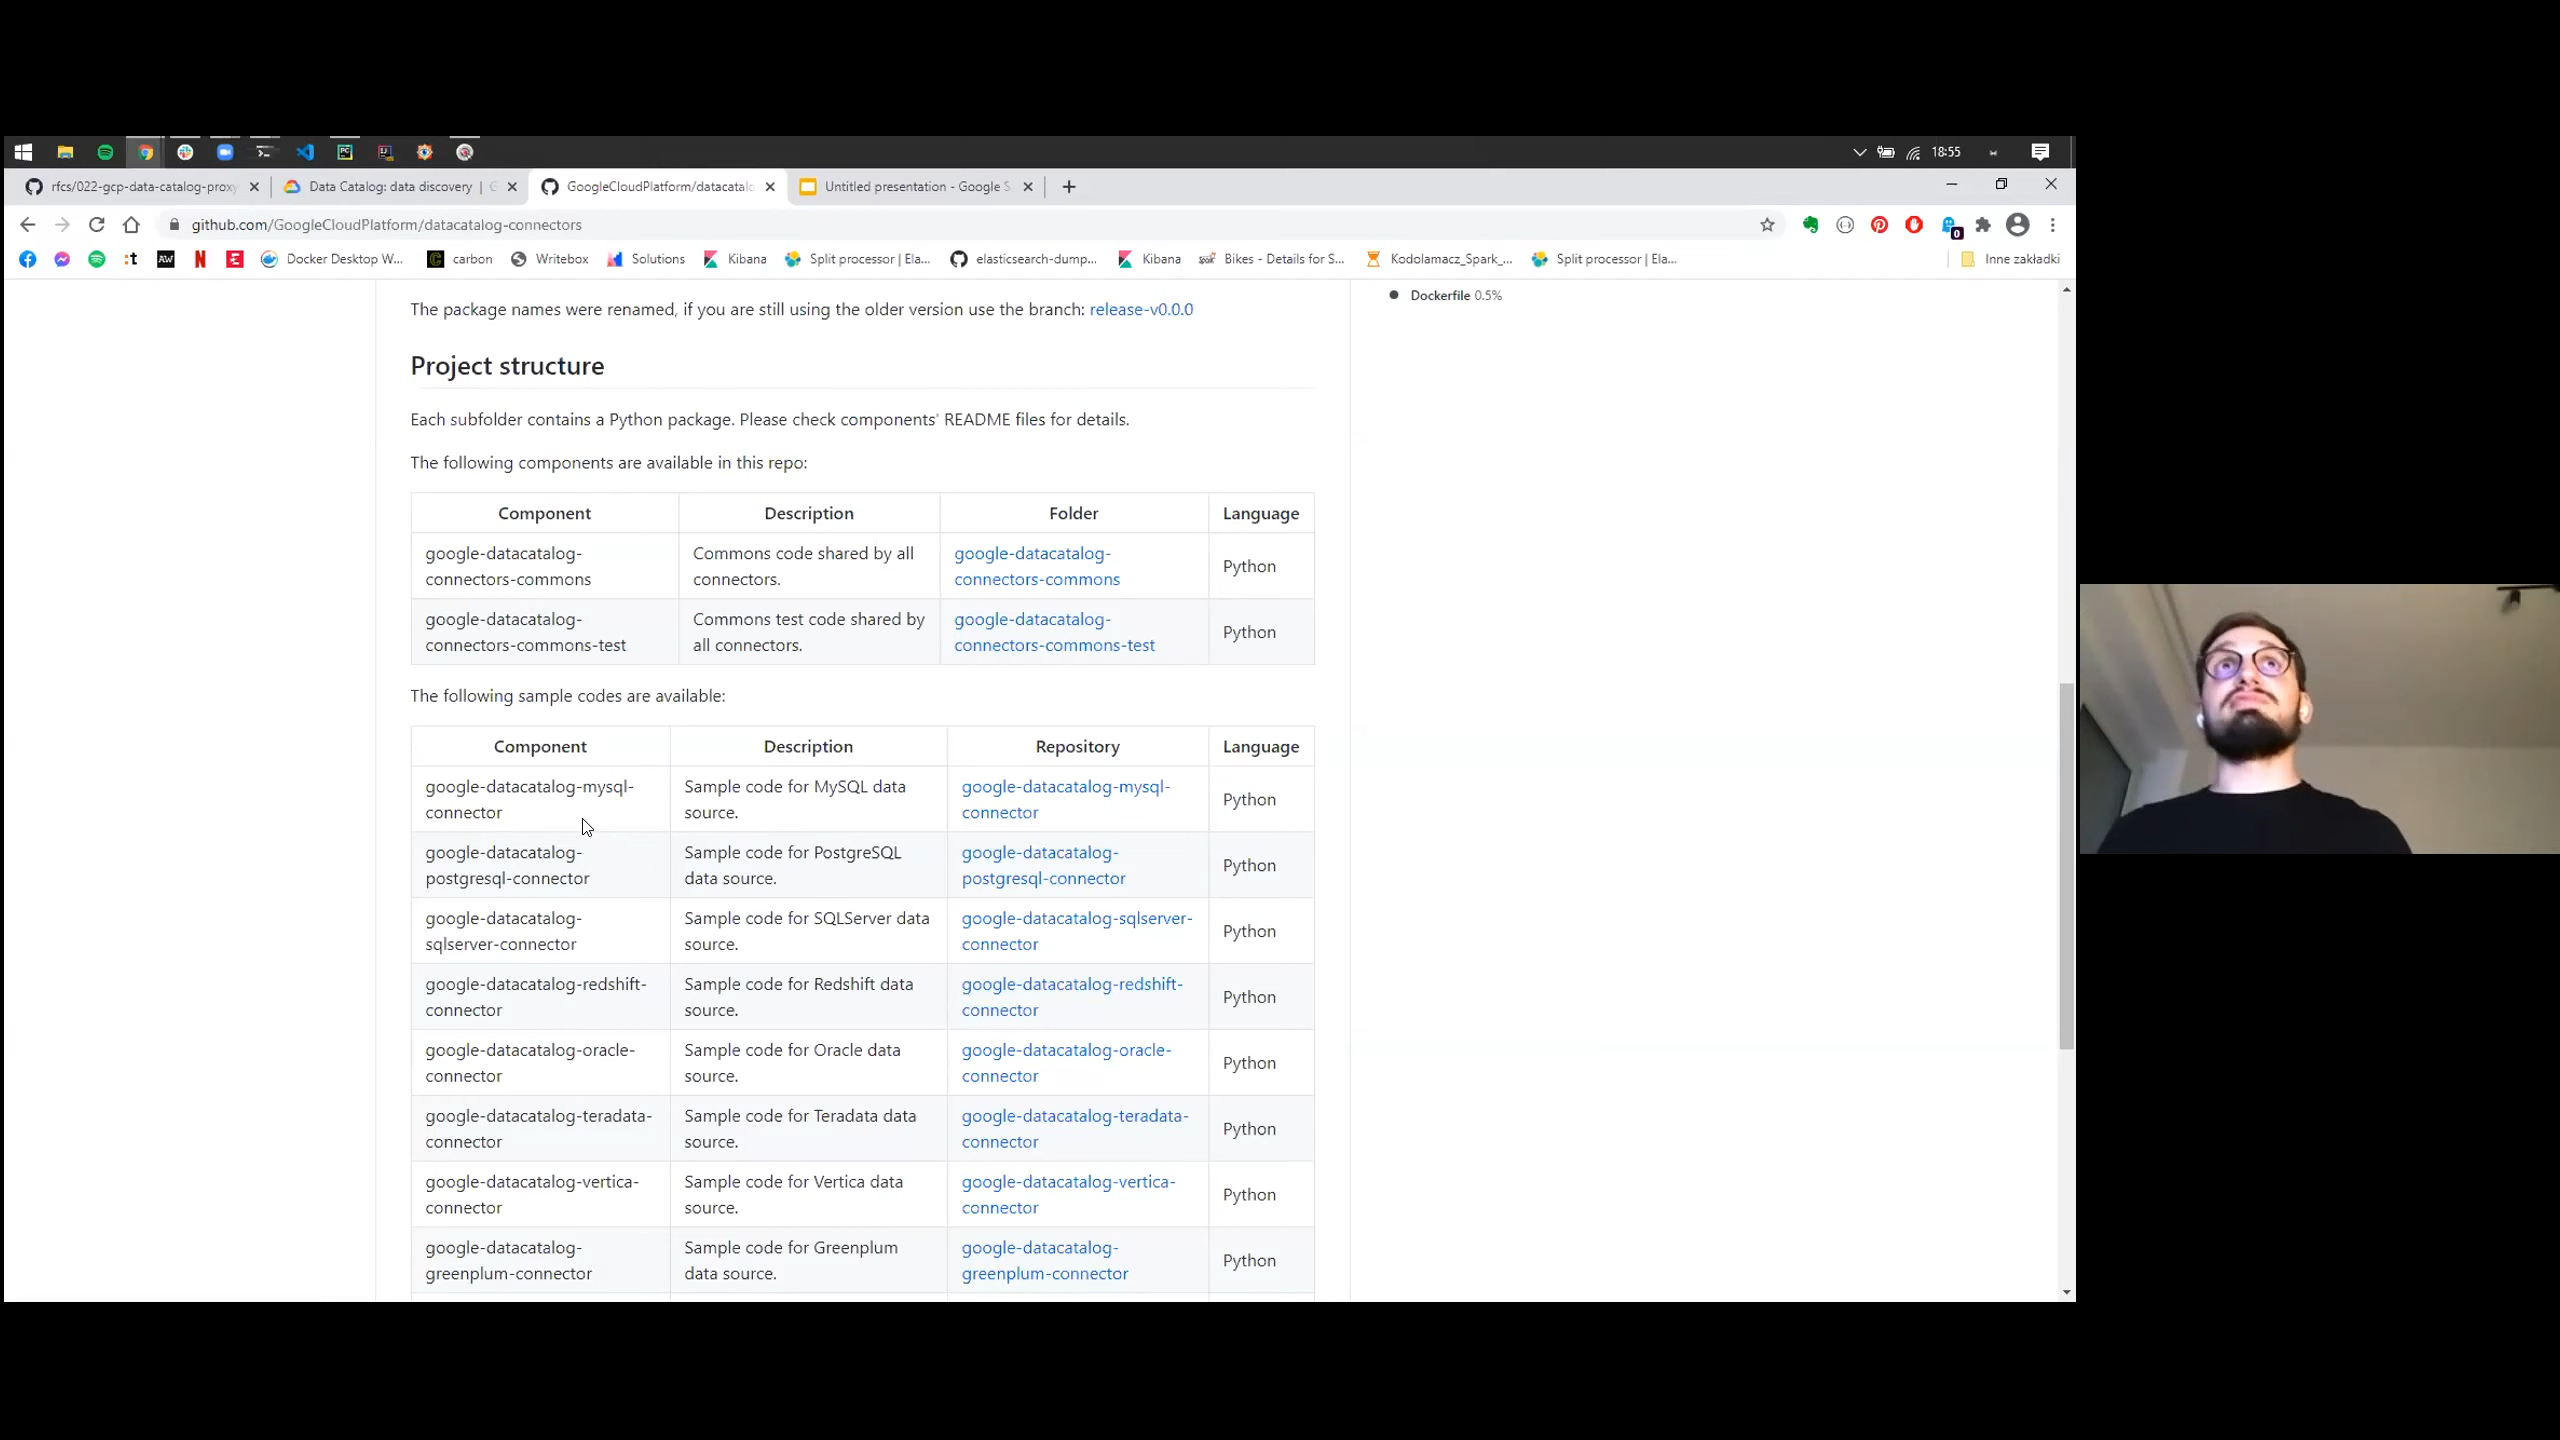 18:55
rfcs/022-gcp-data-catalog-proxy
Data Catalog: data discovery |
GoogleCloudPlatform/datacatalo
Untitled presentation - Google S
github.com/GoogleCloudPlatform/datacatalog-connectors
0
:t
AW
N
E
Docker Desktop W...
carbon
Writebox
Solutions
Kibana
Split processor | Ela...
elasticsearch-dump...
Kibana
Bikes - Details for S...
Kodolamacz_Spark_...
Split processor | Ela...
Inne zakładki
The package names were renamed, if you are still using the older version use the branch: release-v0.0.0
Dockerfile 0.5%
Project structure
Each subfolder contains a Python package. Please check components' README files for details.
The following components are available in this repo:
Component Description Folder Language
google-datacatalog- Commons code shared by all google-datacatalog- Python
connectors-commons connectors. connectors-commons
google-datacatalog- Commons test code shared by google-datacatalog- Python
connectors-commons-test all connectors. connectors-commons-test
The following sample codes are available:
Component Description Repository Language
google-datacatalog-mysql- Sample code for MySQL data google-datacatalog-mysql- Python
connector source. connector
google-datacatalog- Sample code for PostgreSQL google-datacatalog- Python
postgresql-connector data source. postgresql-connector
google-datacatalog- Sample code for SQLServer data google-datacatalog-sqlserver- Python
sqlserver-connector source. connector
google-datacatalog-redshift- Sample code for Redshift data google-datacatalog-redshift- Python
connector source. connector
google-datacatalog-oracle- Sample code for Oracle data google-datacatalog-oracle- Python
connector source. connector
google-datacatalog-teradata- Sample code for Teradata data google-datacatalog-teradata- Python
connector source. connector
google-datacatalog-vertica- Sample code for Vertica data google-datacatalog-vertica- Python
connector source. connector
google-datacatalog- Sample code for Greenplum google-datacatalog- Python
greenplum-connector data source. greenplum-connector